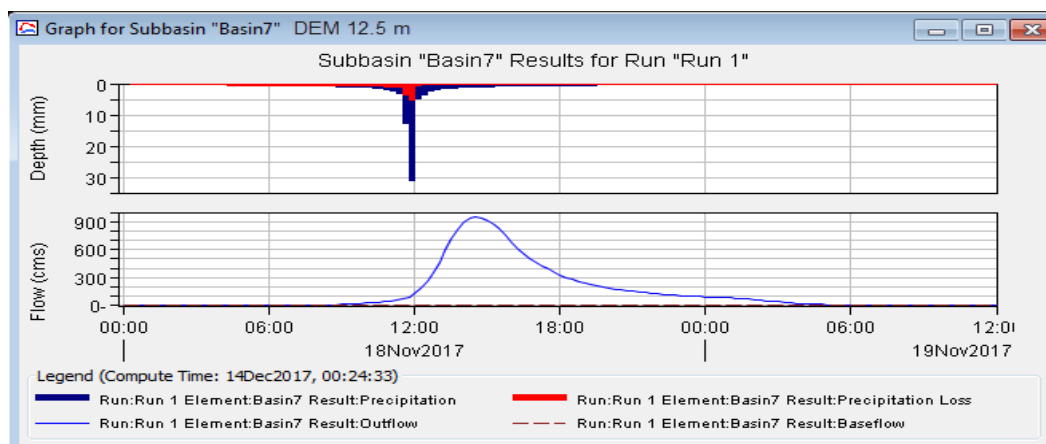 Graph for Subbasin "Basin7" DEM 12.5 m
Subbasin "Basin7" Results for Run "Run 1"
Depth (mm)
0
10
20
30
Flow (cms)
900
600
300
0
00:00 06:00 12:00 18:00 00:00 06:00 12:0
18Nov2017 19Nov2017
Legend (Compute Time: 14Dec2017, 00:24:33)
Run:Run 1 Element:Basin7 Result:Precipitation Run:Run 1 Element:Basin7 Result:Precipitation Loss
Run:Run 1 Element:Basin7 Result:Outflow Run:Run 1 Element:Basin7 Result:Baseflow